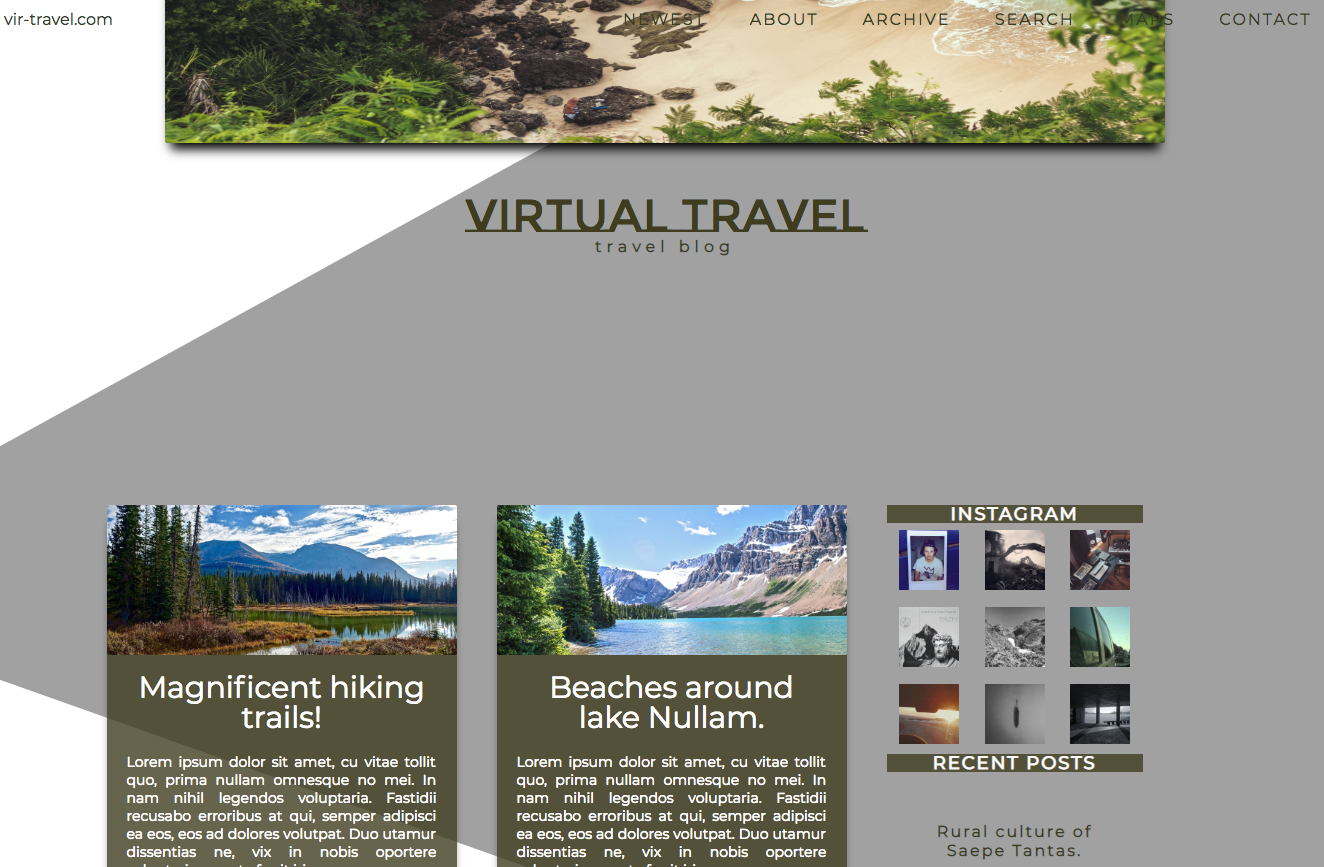 vir-travel.com
NEWEST ABOUT ARCHIVE SEARCH MAPS CONTACT
VIRTUAL TRAVEL
travel blog
Magnificent hiking
trails!
Lorem ipsum dolor sit amet, cu vitae tollit
quo, prima nullam omnesque no mei. In
nam nihil legendos voluptaria. Fastidii
recusabo erroribus at qui, semper adipisci
ea eos, eos ad dolores volutpat. Duo utamur
dissentias ne, vix in nobis oportere
Beaches around
lake Nullam.
Lorem ipsum dolor sit amet, cu vitae tollit
quo, prima nullam omnesque no mei. In
nam nihil legendos voluptaria. Fastidii
recusabo erroribus at qui, semper adipisci
ea eos, eos ad dolores volutpat. Duo utamur
dissentias ne, vix in nobis oportere
INSTAGRAM
RECENT POSTS
Rural culture of
Saepe Tantas.